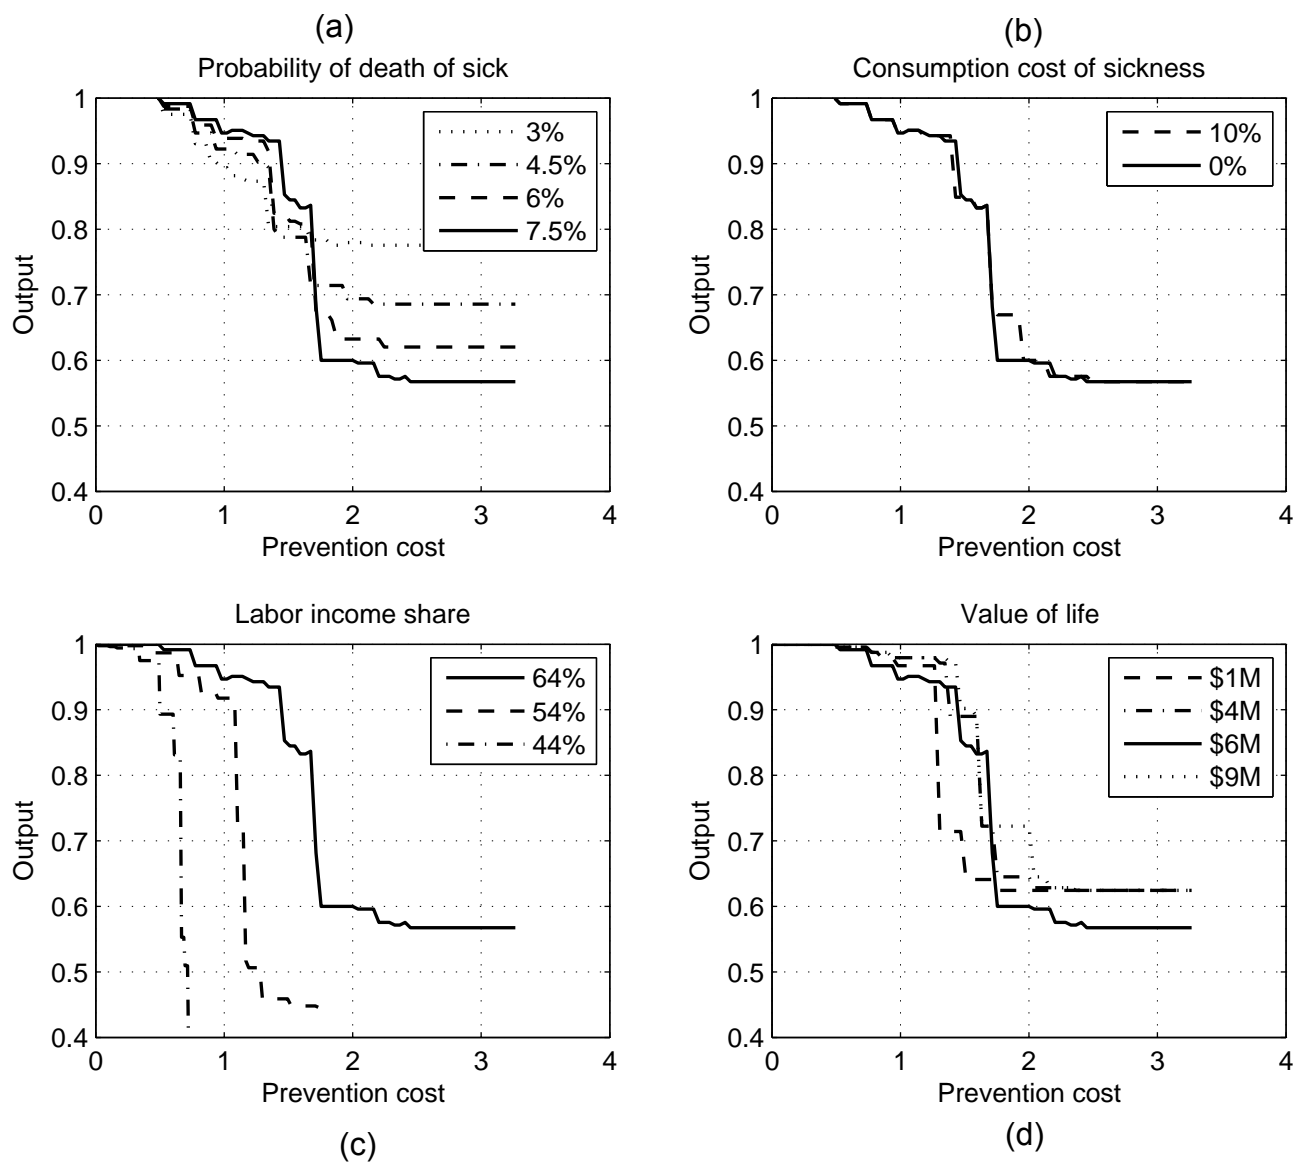 (a)
Probability of death of sick
1
0.9
0.8
0.7
0.6
0.5
0.4
0
1
2
3
4
Output
Prevention cost
3%
4.5%
6%
7.5%
(b)
Consumption cost of sickness
1
0.9
0.8
0.7
0.6
0.5
0.4
0
1
2
3
4
Output
Prevention cost
10%
0%
Labor income share
1
0.9
0.8
0.7
0.6
0.5
0.4
0
1
2
3
4
Output
Prevention cost
64%
54%
44%
(c)
Value of life
1
0.9
0.8
0.7
0.6
0.5
0.4
0
1
2
3
4
Output
Prevention cost
$1M
$4M
$6M
$9M
(d)